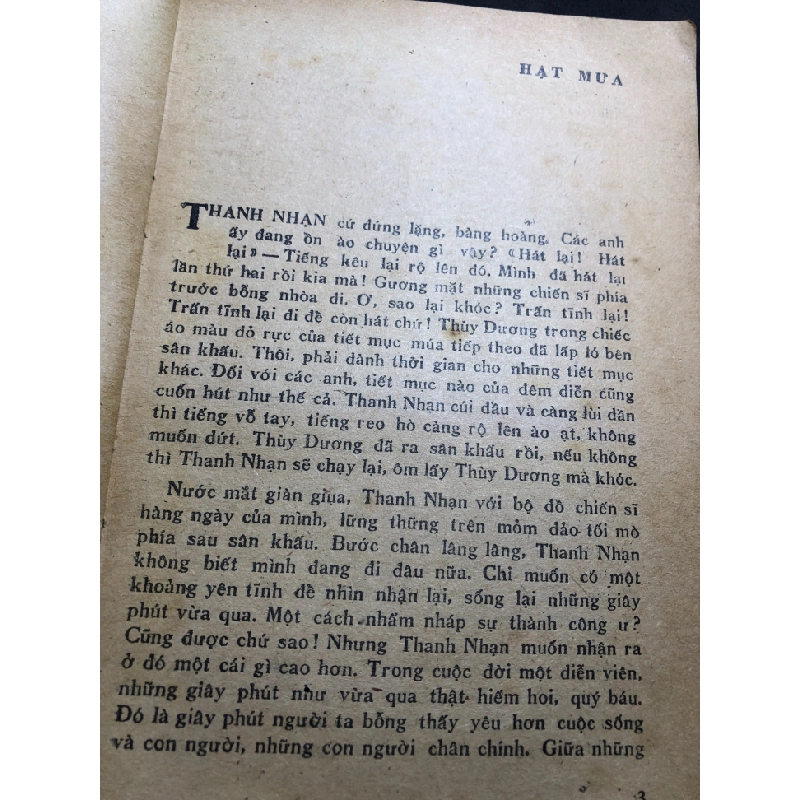 HẠT MƯA
THANH NHẠN cứ đứng lặng, bàng hoàng. Các anh
ấy đang ồn ào chuyện gì vậy? «Hát lại! Hát
lại» — Tiếng kêu lại rộ lên đó. Mình đã hát lại
lần thứ hai rồi kia mà! Gương mặt những chiến sĩ phía
trước bỗng nhòa đi. Ơ, sao lại khóc? Trấn tĩnh lại!
Trấn tĩnh lại đi để còn hát chứ! Thùy Dương trong chiếc
áo màu đỏ rực của tiết mục múa tiếp theo đã lấp ló bên
sân khấu. Thôi, phải dành thời gian cho những tiết mục
khác. Đối với các anh, tiết mục nào của đêm diễn cũng
cuốn hút như thế cả. Thanh Nhạn cúi đầu và càng lùi dần
thì tiếng vỗ tay, tiếng reo hò càng rộ lên ào ạt, không
muốn dứt. Thùy Dương đã ra sân khấu rồi, nếu không
thì Thanh Nhạn sẽ chạy lại, ôm lấy Thùy Dương mà khóc.
Nước mắt giàn giụa, Thanh Nhạn với bộ đồ chiến sĩ
hàng ngày của mình, lững thững trên mỏm đảo tối mò
phía sau sân khấu. Bước chân lâng lâng, Thanh Nhạn
không biết mình đang đi đâu nữa. Chỉ muốn có một
khoảng yên tĩnh để nhìn nhận lại, sống lại những giây
phút vừa qua. Một cách nhấm nháp sự thành công ư?
Cũng được chứ sao! Nhưng Thanh Nhạn muốn nhận ra
ở đó một cái gì cao hơn. Trong cuộc đời một diễn viên,
những giây phút như vừa qua thật hiếm hoi, quý báu.
Đó là giây phút người ta bỗng thấy yêu hơn cuộc sống
và con người, những con người chân chính. Giữa những
3